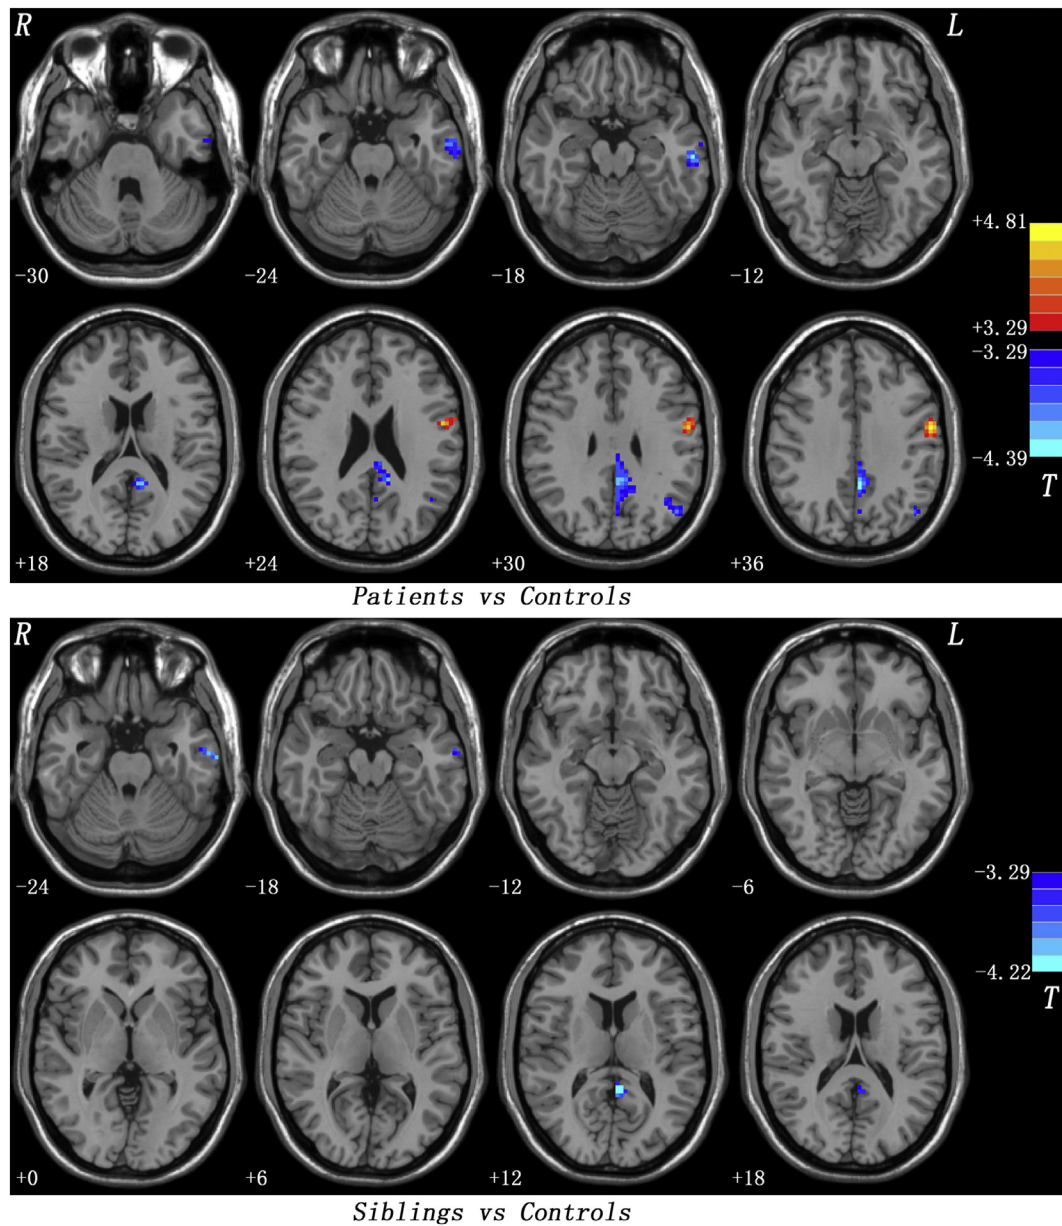 R L
-30 -24 -18 -12
+4.81
+3.29
-3.29
-4.39
T
+18 +24 +30 +36
Patients vs Controls
R L
-24 -18 -12 -6
-3.29
-4.22
T
+0 +6 +12 +18
Siblings vs Controls